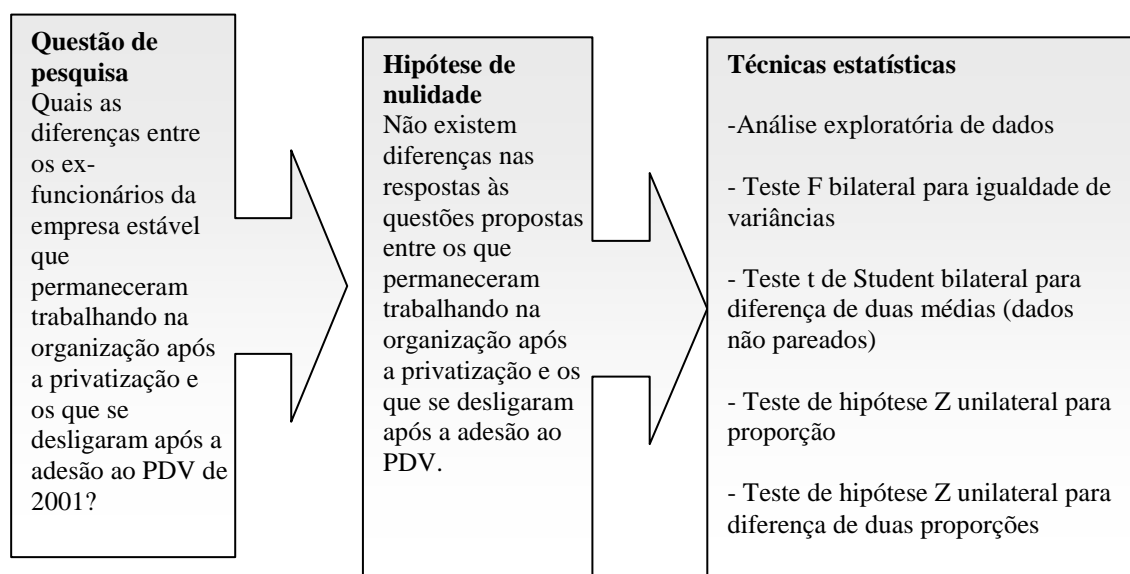 Questão de
pesquisa
Quais as
diferenças entre
os ex-
funcionários da
empresa estável
que
permaneceram
trabalhando na
organização após
a privatização e
os que se
desligaram após a
adesão ao PDV de
2001?
Hipótese de
nulidade
Não existem
diferenças nas
respostas às
questões propostas
entre os que
permaneceram
trabalhando na
organização após
a privatização e os
que se desligaram
após a adesão ao
PDV.
Técnicas estatísticas
-Análise exploratória de dados
- Teste F bilateral para igualdade de
variâncias
- Teste t de Student bilateral para
diferença de duas médias (dados
não pareados)
- Teste de hipótese Z unilateral para
proporção
- Teste de hipótese Z unilateral para
diferença de duas proporções